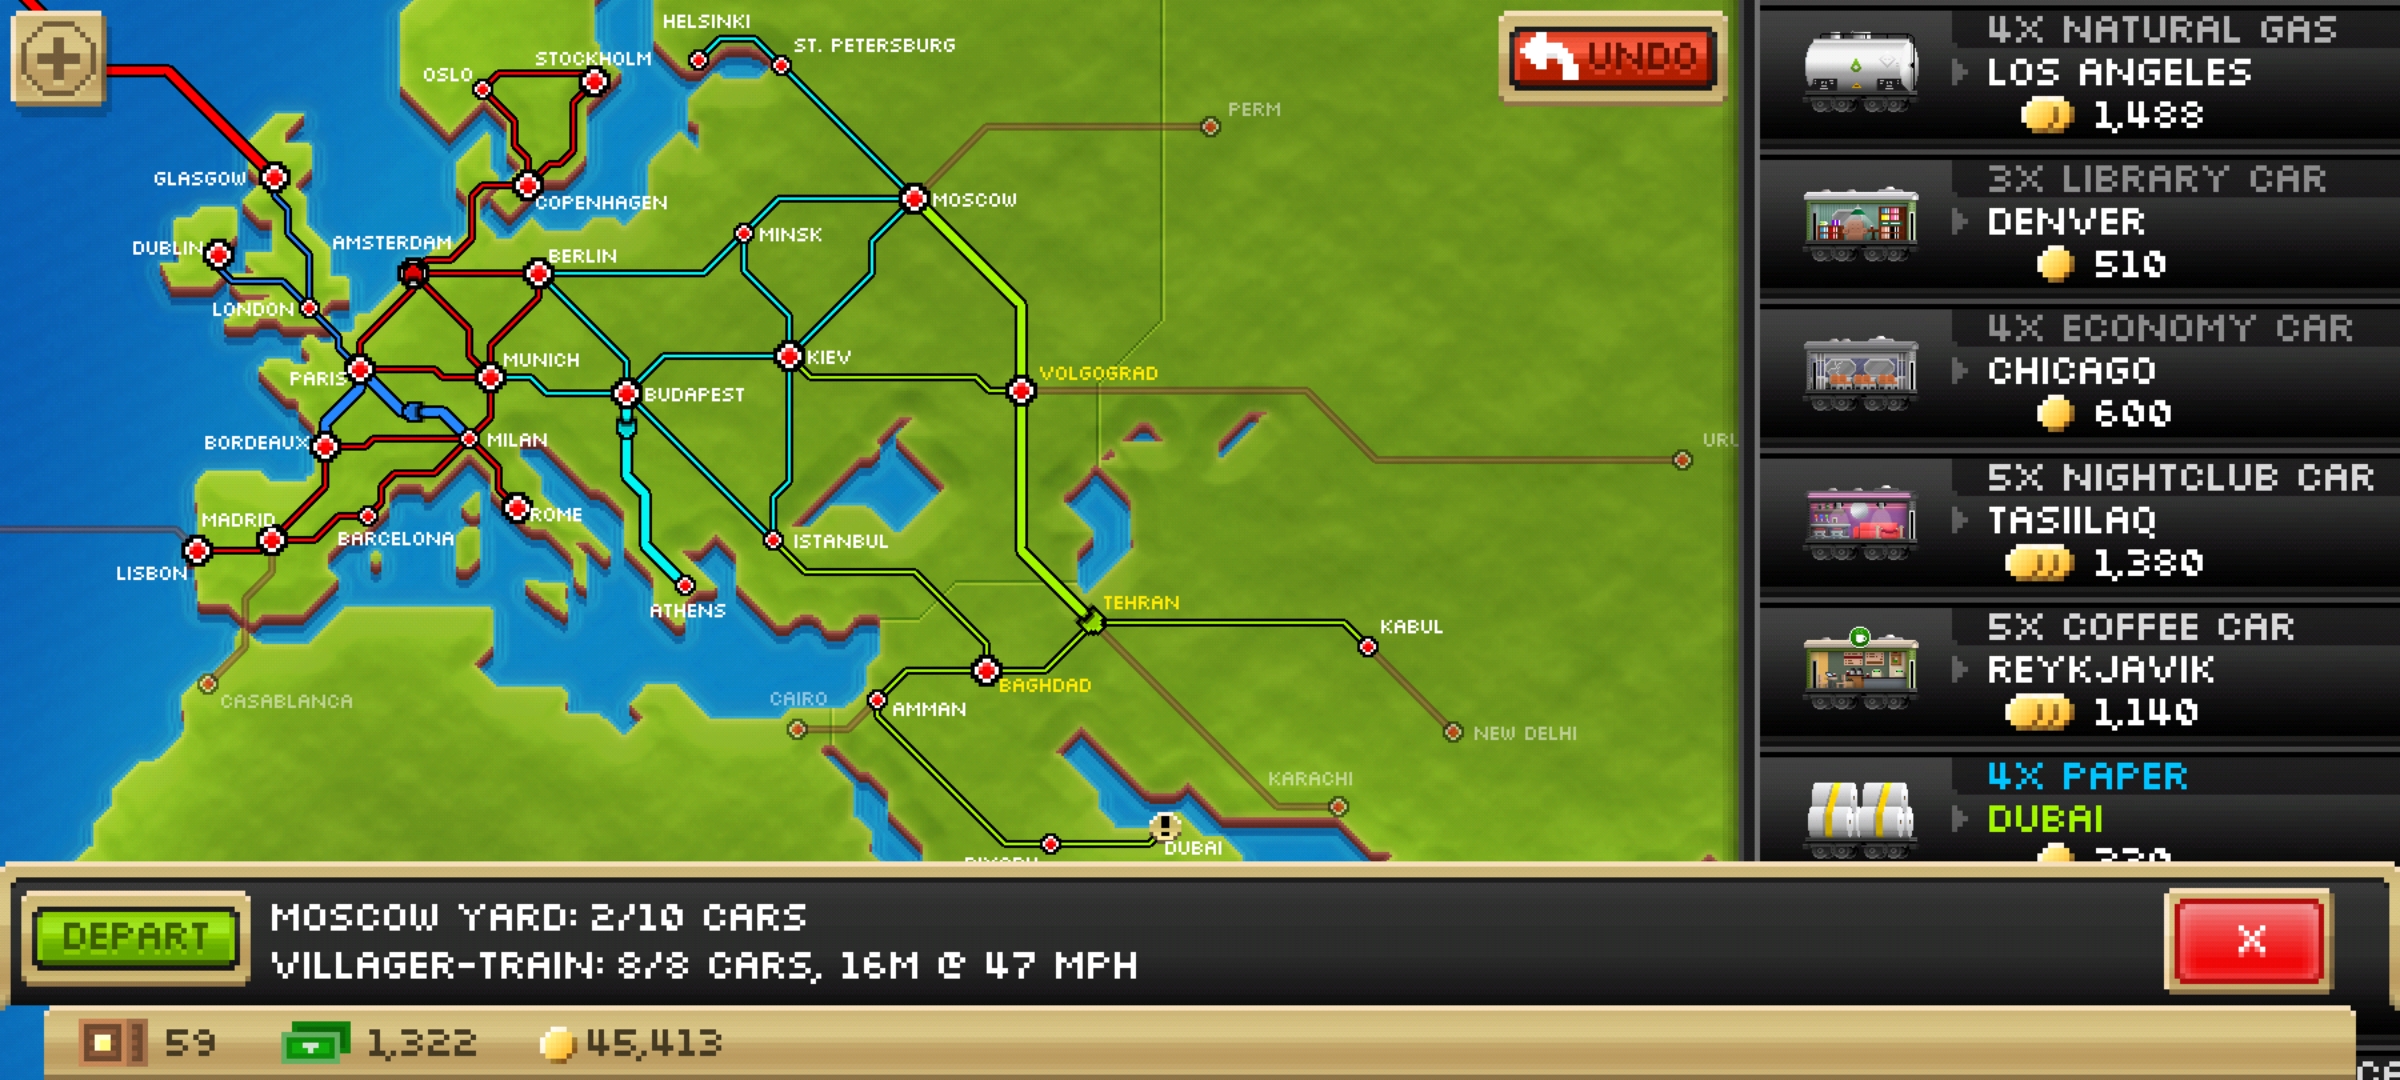 HELSINKI
ST. PETERSBURG
STOCKHOLM
OSLO
UNDO
PERM
GLASGOW
COPENHAGEN
MOSCOW
DUBLIN
AMSTERDAM
MINSK
BERLIN
LONDON
MUNICH
KIEV
PARIS
VOLGOGRAD
BUDAPEST
BORDEAUX
MILAN
MADRID
ROME
BARCELONA
ISTANBUL
LISBON
ATHENS
TEHRAN
KABUL
CASABLANCA
CAIRO
AMMAN
BAGHDAD
NEW DELHI
KARACHI
DUBAI
4X NATURAL GAS
LOS ANGELES
1,488
3X LIBRARY CAR
DENVER
510
4X ECONOMY CAR
CHICAGO
600
5X NIGHTCLUB CAR
TASIILAQ
1,380
5X COFFEE CAR
REYKJAVIK
1,140
4X PAPER
DUBAI
DEPART
MOSCOW YARD: 2/10 CARS
VILLAGER-TRAIN: 8/8 CARS, 16M @ 47 MPH
X
59
1,322
45,413